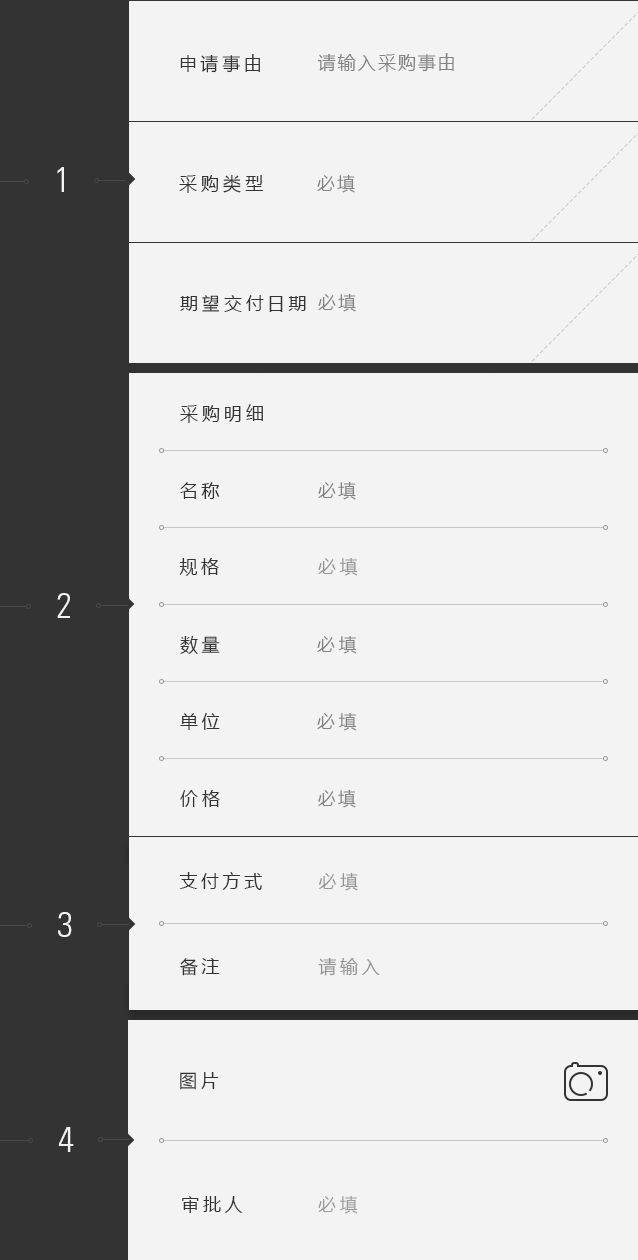 申请事由 请输入采购事由
1
采购类型 必填
期望交付日期 必填
采购明细
名称 必填
规格 必填
2
数量 必填
单位 必填
价格 必填
支付方式 必填
3
备注 请输入
图片
4
审批人 必填